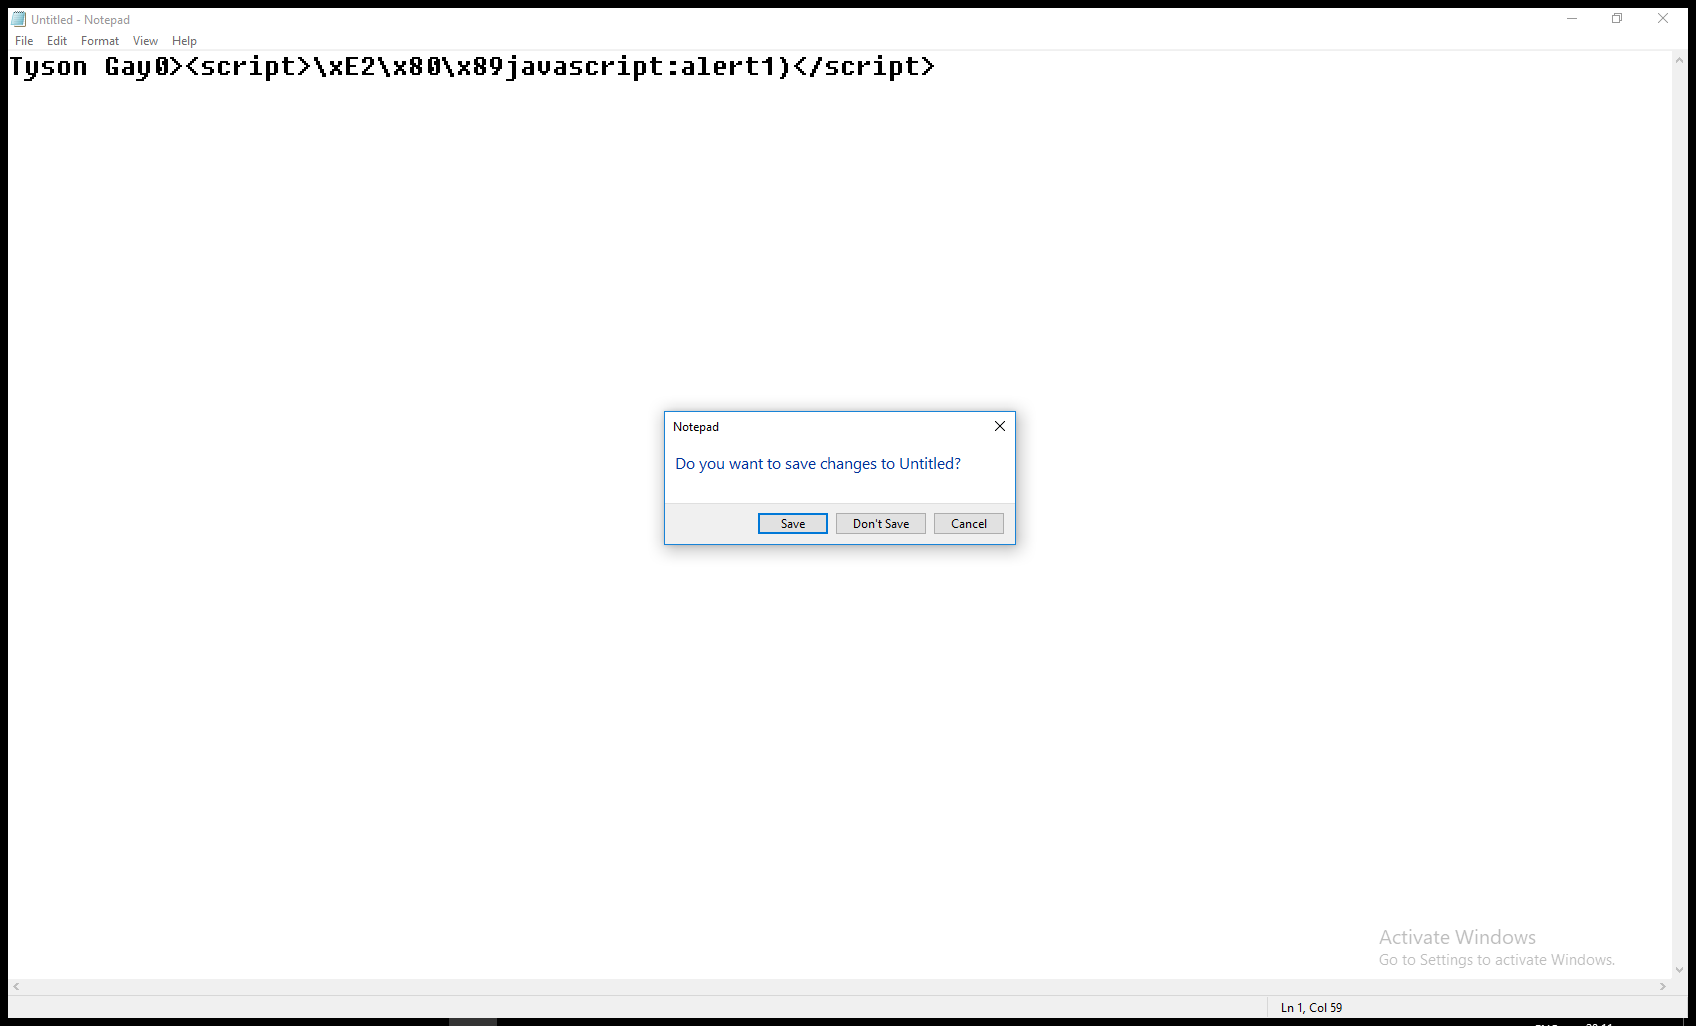 Untitled - Notepad
File Edit Format View Help
Tyson Gay0><script>\xE2\x80\x89javascript:alert1)</script>
Notepad
Do you want to save changes to Untitled?
Save Don't Save Cancel
Activate Windows
Go to Settings to activate Windows.
Ln 1, Col 59